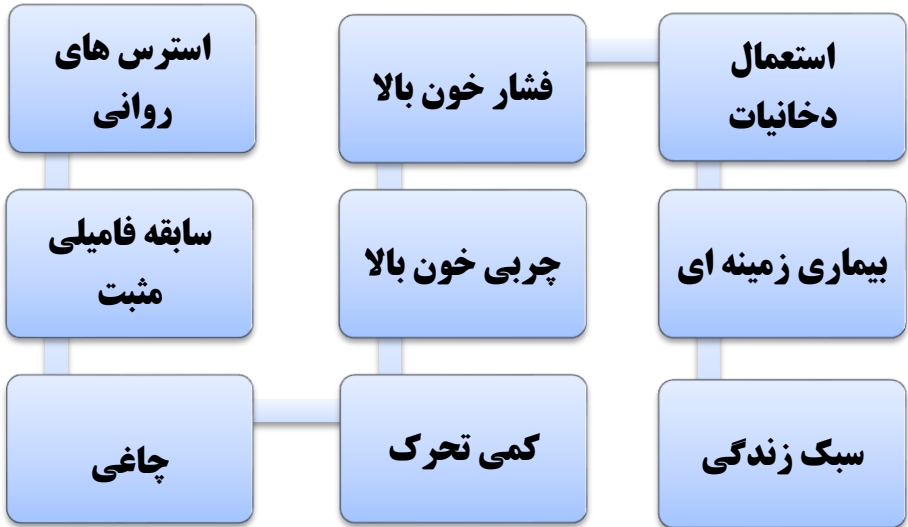 استعمال
دخانیات
بیماری زمینه ای
سبک زندگی
فشار خون بالا
چربی خون بالا
کمی تحرک
استرس های
روانی
سابقه فامیلی
مثبت
چاغی